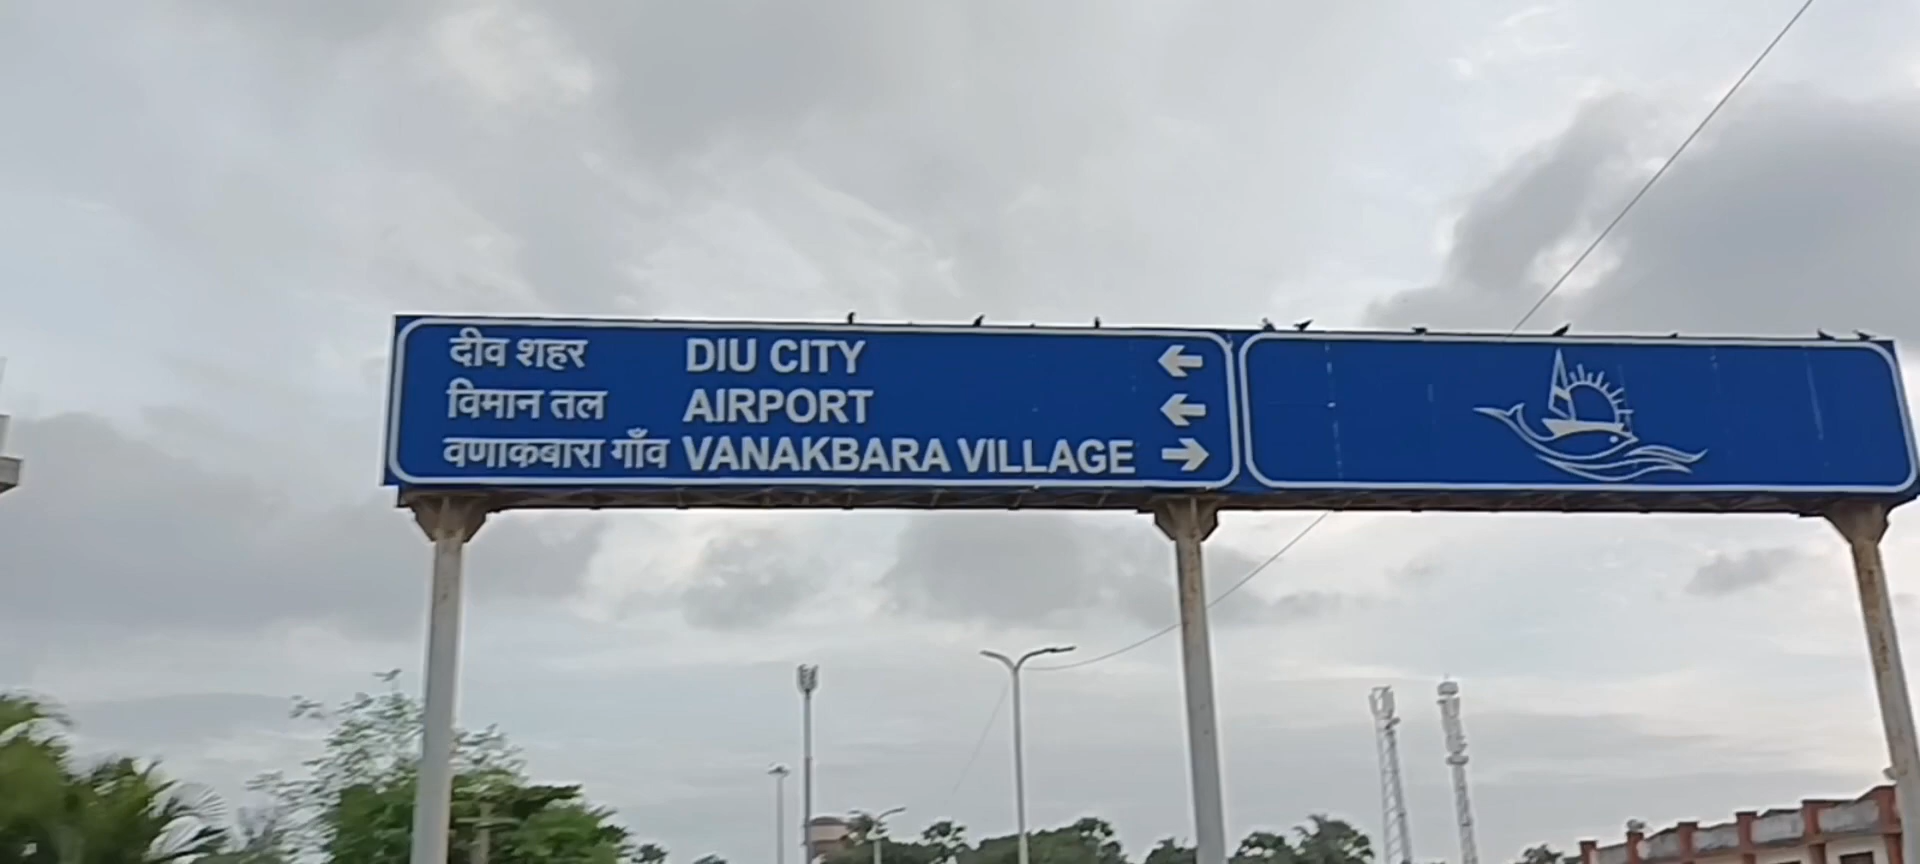 दीव शहर DIU CITY ←
विमान तल AIRPORT ←
वणाकबारा गाँव VANAKBARA VILLAGE →